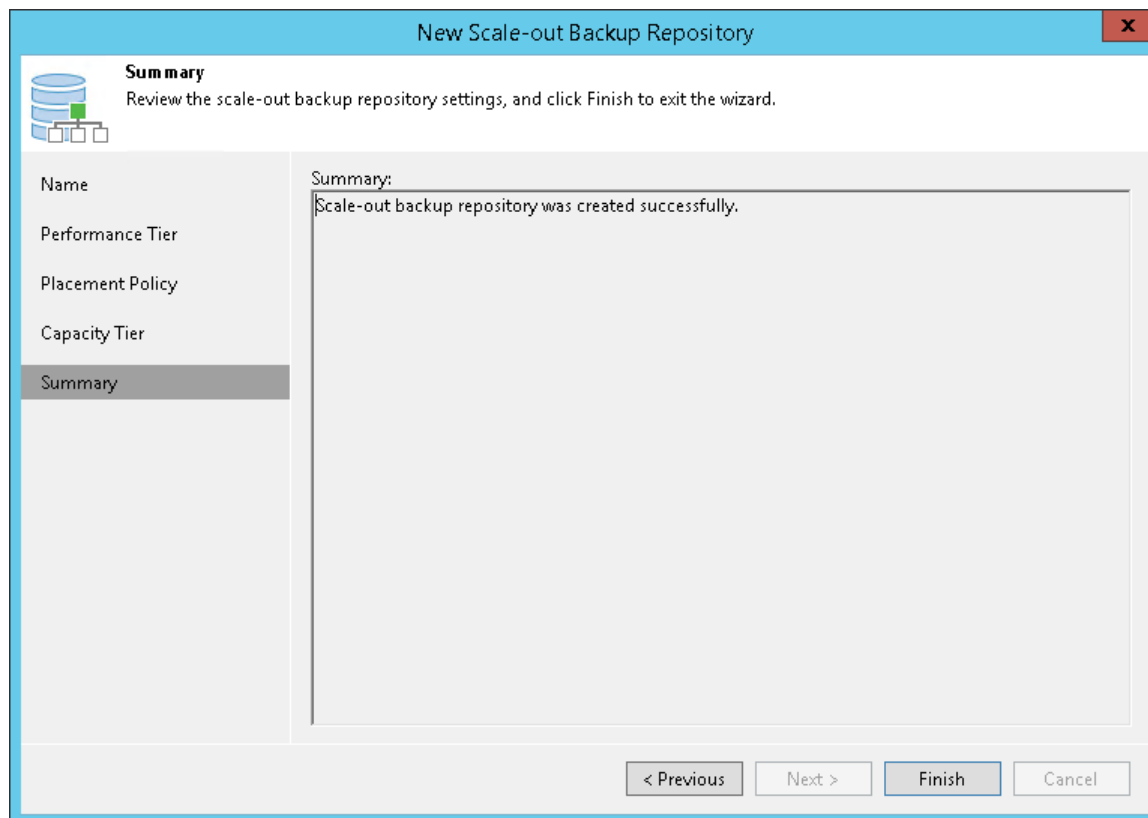 New Scale-out Backup Repository
x
Summary
Review the scale-out backup repository settings, and click Finish to exit the wizard.
Name
Performance Tier
Placement Policy
Capacity Tier
Summary
Summary:
Scale-out backup repository was created successfully.
< Previous
Next >
Finish
Cancel